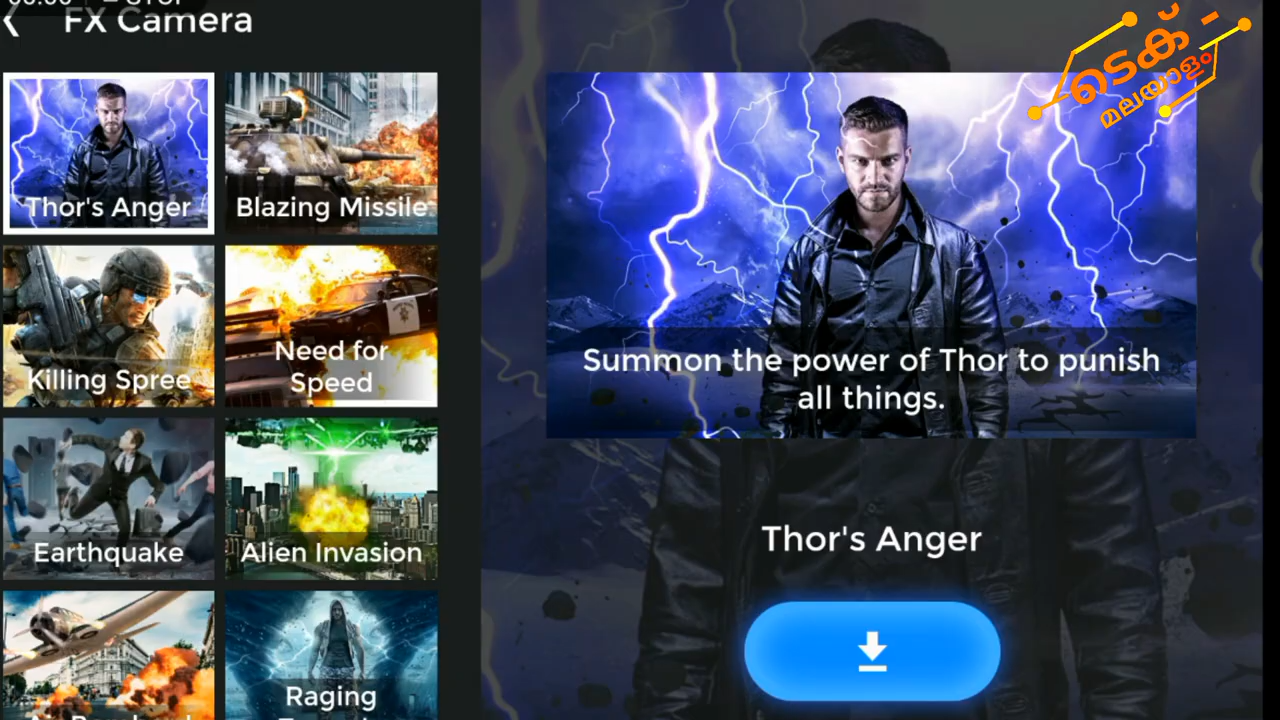 FX Camera
Thor's Anger
Blazing Missile
Killing Spree
Need for
Speed
Earthquake
Alien Invasion
Raging
Summon the power of Thor to punish
all things.
Thor's Anger
ടെക്
മലയാളം